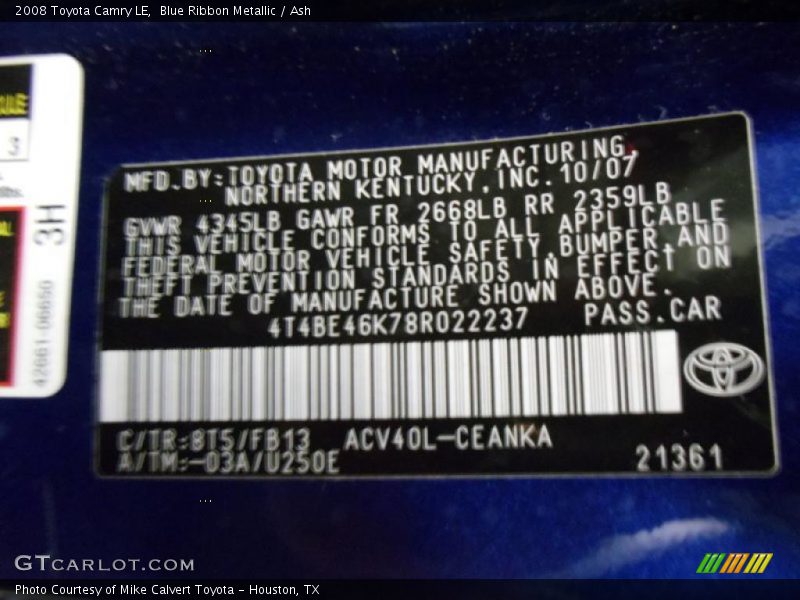 2008 Toyota Camry LE,  Blue Ribbon Metallic / Ash
3
3H
42661-06650
MFD.BY:TOYOTA MOTOR MANUFACTURING,
NORTHERN KENTUCKY,INC. 10/07
GVWR 4345LB GAWR FR 2668LB RR 2359LB
THIS VEHICLE CONFORMS TO ALL APPLICABLE
FEDERAL MOTOR VEHICLE SAFETY,BUMPER,AND
THEFT PREVENTION STANDARDS IN EFFECT ON
THE DATE OF MANUFACTURE SHOWN ABOVE.
4T4BE46K78R022237 PASS.CAR
C/TR:8T5/FB13 ACV40L-CEANKA
A/TM:-03A/U250E 21361
GTCARLOT.COM
Photo Courtesy of Mike Calvert Toyota - Houston, TX